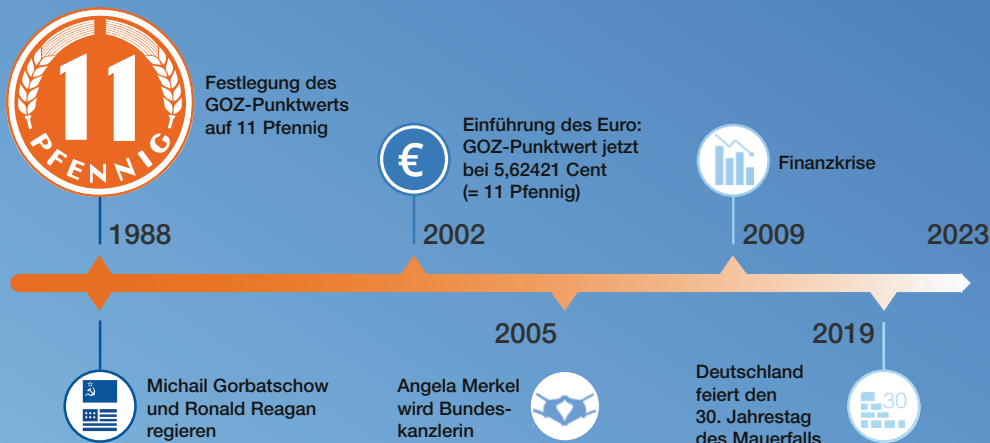 11
PFENNIG
Festlegung des
GOZ-Punktwerts
auf 11 Pfennig
1988
€
Einführung des Euro:
GOZ-Punktwert jetzt
bei 5,62421 Cent
(= 11 Pfennig)
2002
Finanzkrise
2009
2023
Michail Gorbatschow
und Ronald Reagan
regieren
2005
Angela Merkel
wird Bundes-
kanzlerin
2019
Deutschland
feiert den
30. Jahrestag
des Mauerfalls
30